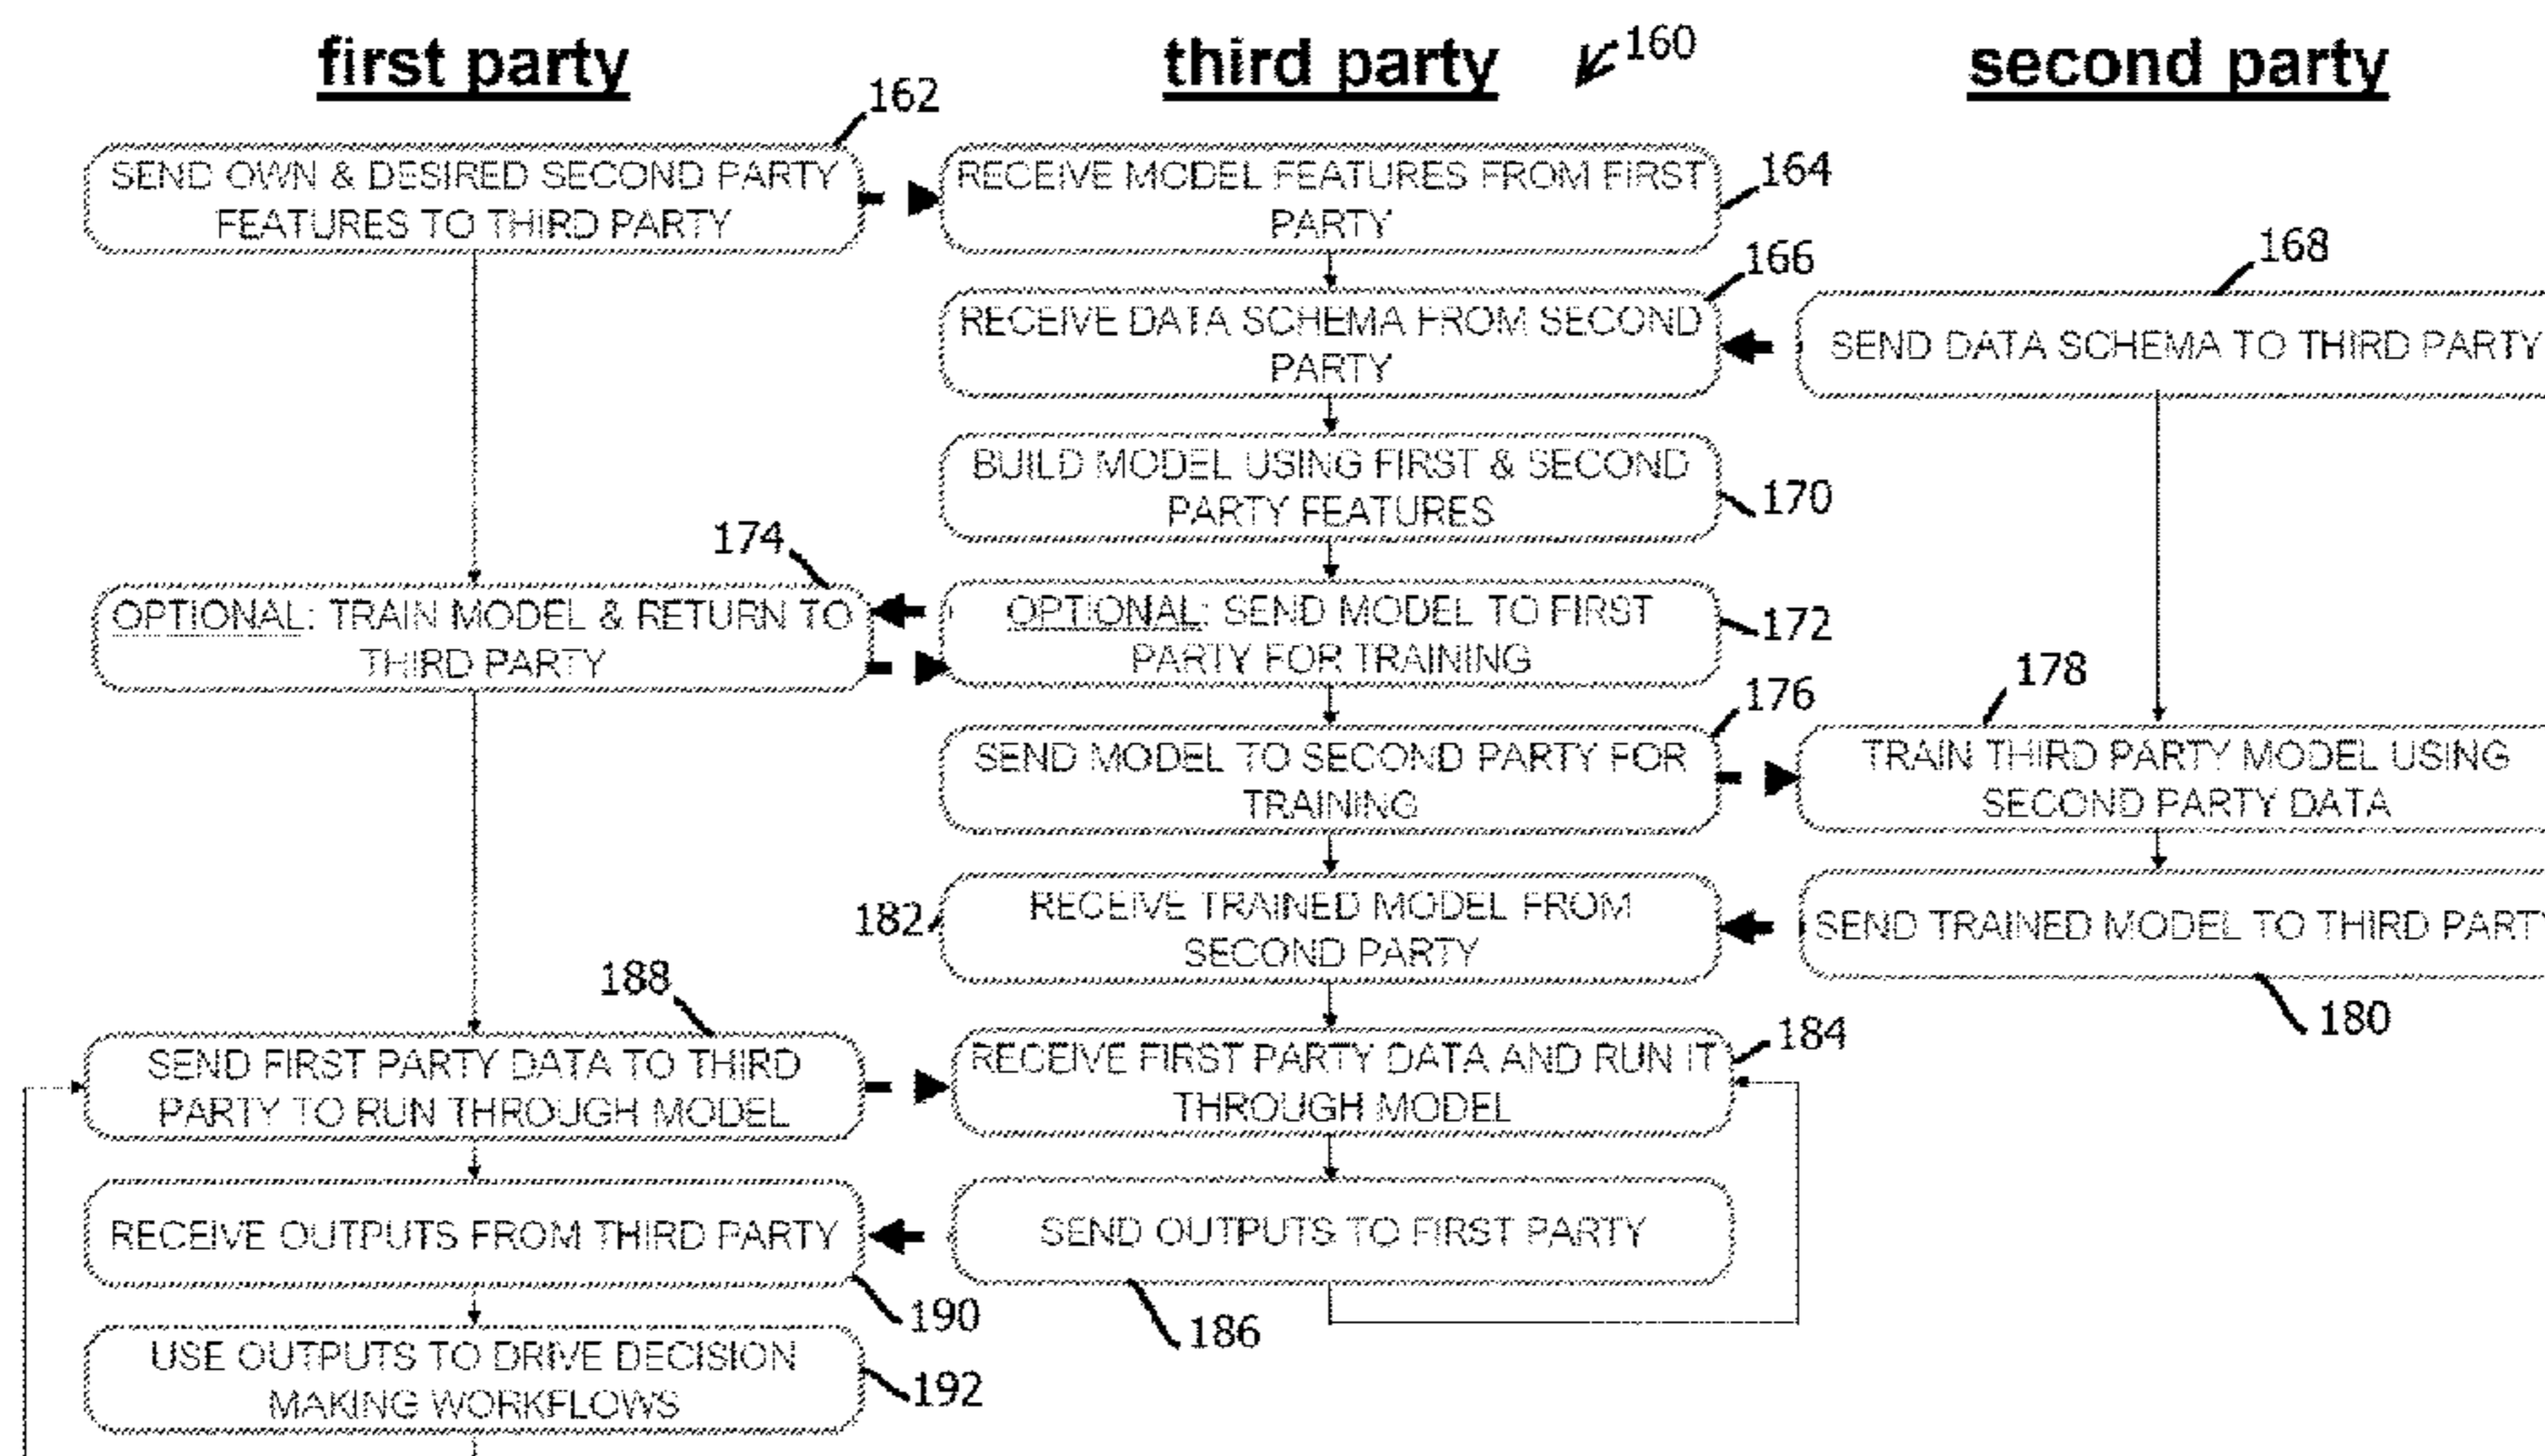 first party
third party
160
second party
162
SEND OWN & DESIRED SECOND PARTY
FEATURES TO THIRD PARTY
RECEIVE MODEL FEATURES FROM FIRST
PARTY
164
166
168
RECEIVE DATA SCHEMA FROM SECOND
PARTY
SEND DATA SCHEMA TO THIRD PARTY
BUILD MODEL USING FIRST & SECOND
PARTY FEATURES
170
174
OPTIONAL: TRAIN MODEL & RETURN TO
THIRD PARTY
OPTIONAL: SEND MODEL TO FIRST
PARTY FOR TRAINING
172
176
178
SEND MODEL TO SECOND PARTY FOR
TRAINING
TRAIN THIRD PARTY MODEL USING
SECOND PARTY DATA
182
RECEIVE TRAINED MODEL FROM
SECOND PARTY
SEND TRAINED MODEL TO THIRD PARTY
180
188
SEND FIRST PARTY DATA TO THIRD
PARTY TO RUN THROUGH MODEL
RECEIVE FIRST PARTY DATA AND RUN IT
THROUGH MODEL
184
RECEIVE OUTPUTS FROM THIRD PARTY
190
SEND OUTPUTS TO FIRST PARTY
186
USE OUTPUTS TO DRIVE DECISION
MAKING WORKFLOWS
192